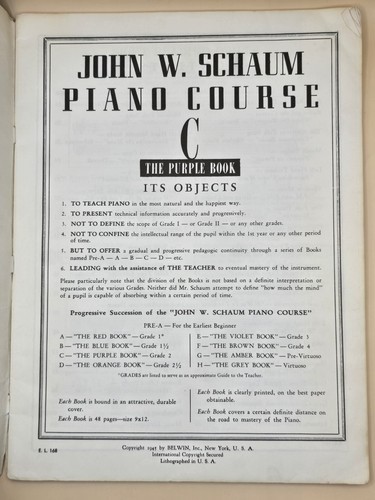 JOHN W. SCHAUM
PIANO COURSE
C
THE PURPLE BOOK
ITS OBJECTS
1. TO TEACH PIANO in the most natural and the happiest way.
2. TO PRESENT technical information accurately and progressively.
3. NOT TO DEFINE the scope of Grade I — or Grade II — or any other grades.
4. NOT TO CONFINE the intellectual range of the pupil within the 1st year or any other period
of time.
5. BUT TO OFFER a gradual and progressive pedagogic continuity through a series of Books
named Pre-A — A — B — C — D — etc.
6. LEADING with the assistance of THE TEACHER to eventual mastery of the instrument.
Please particularly note that the division of the Books is not based on a definite interpretation or
separation of the various Grades. Neither did Mr. Schaum attempt to define "how much the mind"
of a pupil is capable of absorbing within a certain period of time.
Progressive Succession of the "JOHN W. SCHAUM PIANO COURSE"
PRE-A — For the Earliest Beginner
A — "THE RED BOOK" — Grade 1*
B — "THE BLUE BOOK" — Grade 1½
C — "THE PURPLE BOOK" — Grade 2
D — "THE ORANGE BOOK" — Grade 2½
E — "THE VIOLET BOOK" — Grade 3
F — "THE BROWN BOOK" — Grade 4
G — "THE AMBER BOOK" — Pre-Virtuoso
H — "THE GREY BOOK" — Virtuoso
*GRADES are listed to serve as an approximate Guide to the Teacher.
Each Book is bound in an attractive, durable
cover.
Each Book is 48 pages—size 9x12.
Each Book is clearly printed, on the best paper
obtainable.
Each Book covers a certain definite distance on
the road to mastery of the Piano.
E. L. 168
Copyright 1945 by BELWIN, Inc., New York, U. S. A.
International Copyright Secured
Lithographed in U. S. A.